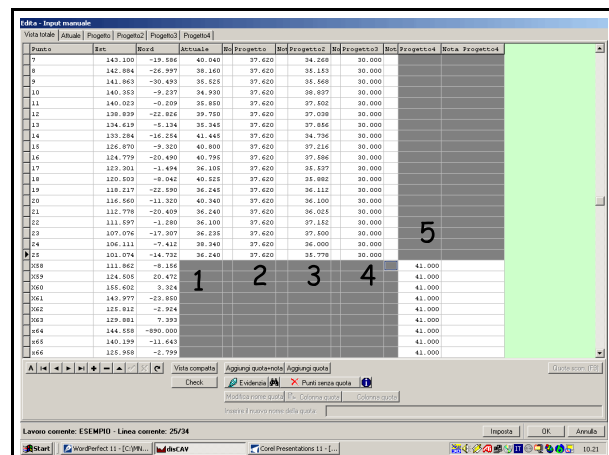 Edita - Input manuale
Vista totale Attuale Progetto Progetto2 Progetto3 Progetto4
Punto Est Nord Attuale No Progetto Not Progetto2 No Progetto3 Not Progetto4 Nota Progetto4
7 143.100 -19.586 40.040 37.620 34.268 30.000
8 142.884 -26.997 38.160 37.620 35.153 30.000
9 141.863 -30.493 35.525 37.620 35.568 30.000
10 140.353 -9.237 34.930 37.620 38.837 30.000
11 140.023 -0.209 35.850 37.620 37.502 30.000
12 138.839 -22.826 39.750 37.620 37.038 30.000
13 134.619 -5.134 35.345 37.620 37.856 30.000
14 133.284 -16.254 41.445 37.620 34.736 30.000
15 126.870 -9.320 40.800 37.620 37.216 30.000
16 124.779 -20.490 40.795 37.620 37.586 30.000
17 123.301 -1.494 36.105 37.620 35.537 30.000
18 120.503 -8.042 40.525 37.620 35.882 30.000
19 118.217 -22.590 36.245 37.620 36.112 30.000
20 116.560 -11.320 40.340 37.620 36.100 30.000
21 112.778 -20.409 36.240 37.620 36.025 30.000
22 111.597 -1.280 36.100 37.620 37.152 30.000
23 107.076 -17.307 36.235 37.620 37.500 30.000
24 106.111 -7.412 38.340 37.620 36.000 30.000
25 101.074 -14.732 36.240 37.620 35.778 30.000
5
X58 111.862 -8.156 41.000
X59 124.505 20.472 41.000
X60 155.602 3.324 41.000
1 2 3 4
X61 143.977 -23.850 41.000
X62 125.812 -2.924 41.000
X63 129.881 7.393 41.000
x64 144.558 -890.000 41.000
x65 140.199 -11.643 41.000
x66 125.958 -2.799 41.000
A Vista compatta Aggiungi quota+nota Aggiungi quota Quote scon. (F8)
Check Evidenzia Punti senza quota
Modifica nome quota Colonna quote Colonne quote
Inserire il nuovo nome della quota
Lavoro corrente: ESEMPIO - Linea corrente: 25/34 Imposta OK Annulla
Start WordPerfect 11 - [C:\MN... disCAV Corel Presentations 11 - [... 10.21